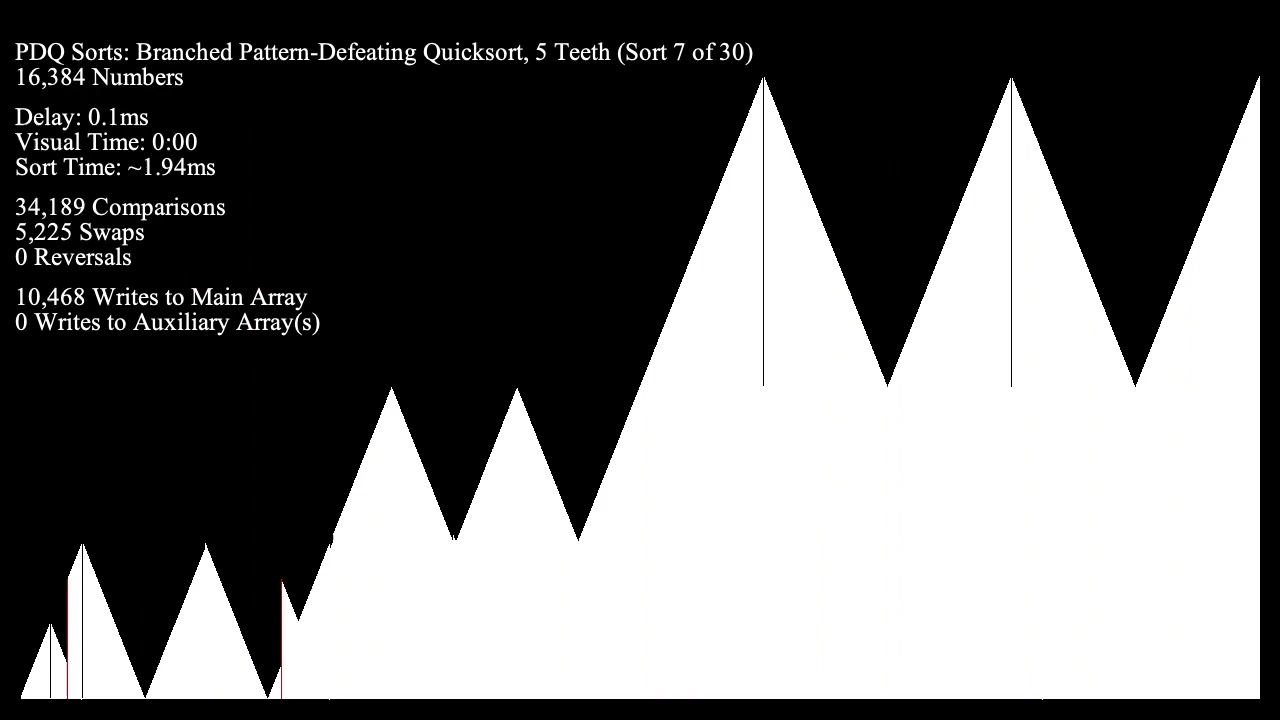 PDQ Sorts: Branched Pattern-Defeating Quicksort, 5 Teeth (Sort 7 of 30)
16,384 Numbers
Delay: 0.1ms
Visual Time: 0:00
Sort Time: ~1.94ms
34,189 Comparisons
5,225 Swaps
0 Reversals
10,468 Writes to Main Array
0 Writes to Auxiliary Array(s)